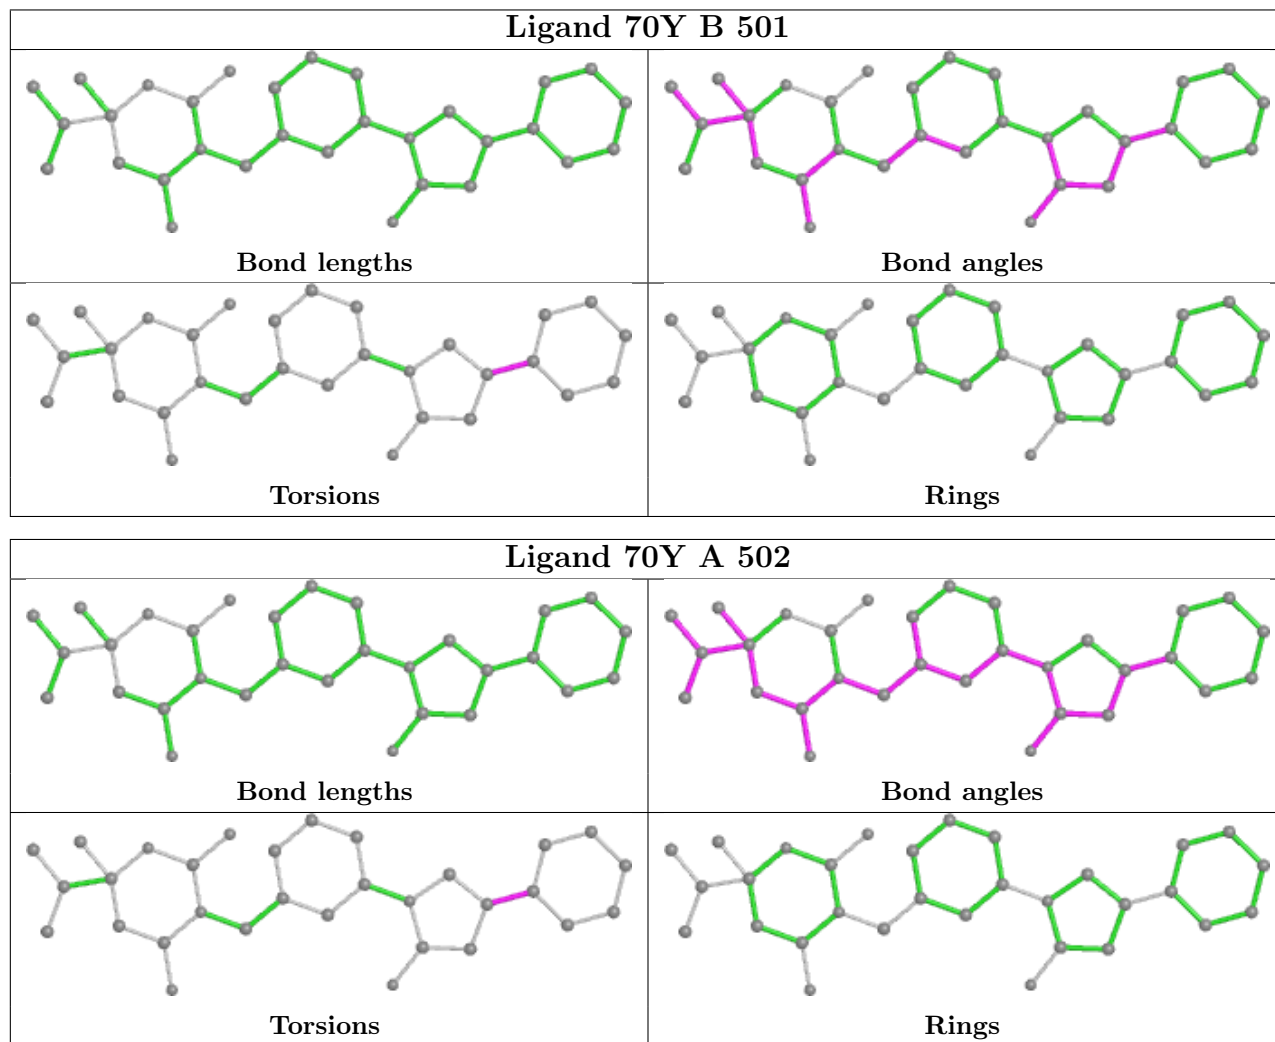 Ligand 70Y B 501
Bond lengths
Bond angles
Torsions
Rings
Ligand 70Y A 502
Bond lengths
Bond angles
Torsions
Rings